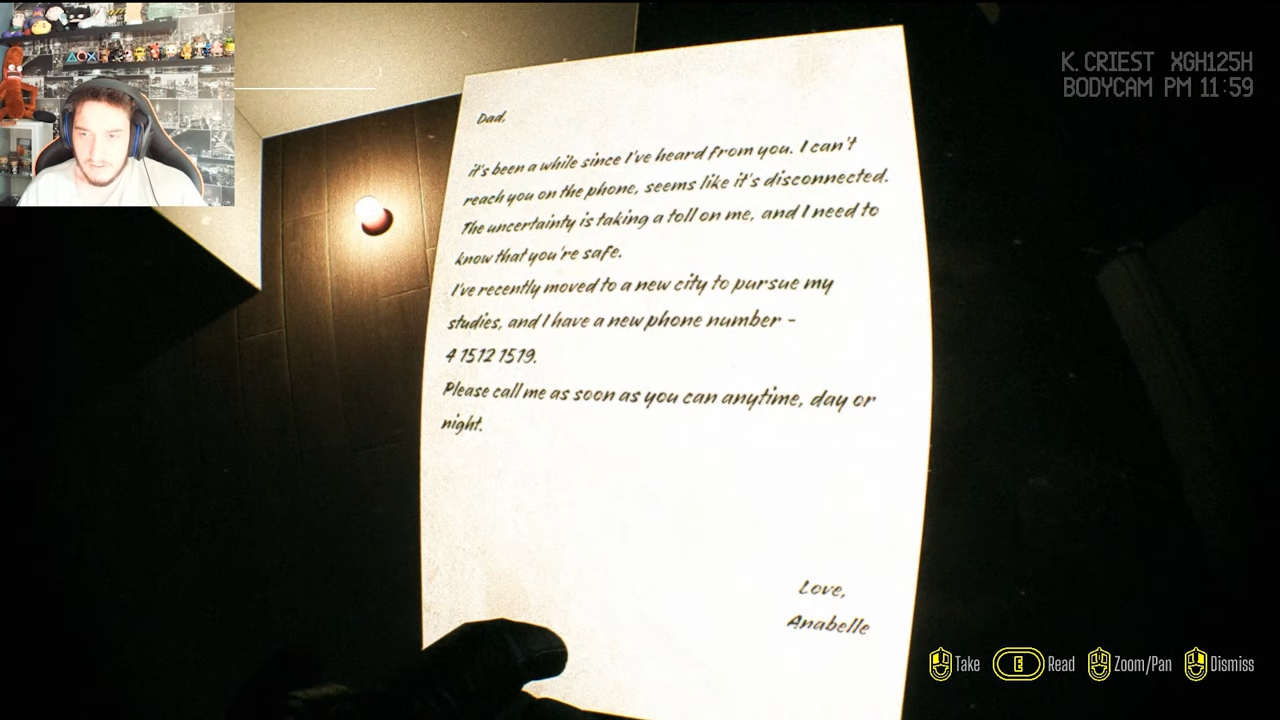 K. CRIEST XGH125H
BODYCAM PM 11:59
Dad,
it's been a while since I've heard from you. I can't
reach you on the phone, seems like it's disconnected.
The uncertainty is taking a toll on me, and I need to
know that you're safe.
I've recently moved to a new city to pursue my
studies, and I have a new phone number -
4 1512 1519.
Please call me as soon as you can anytime, day or
night.
Love,
Anabelle
Take E Read Zoom/Pan Dismiss